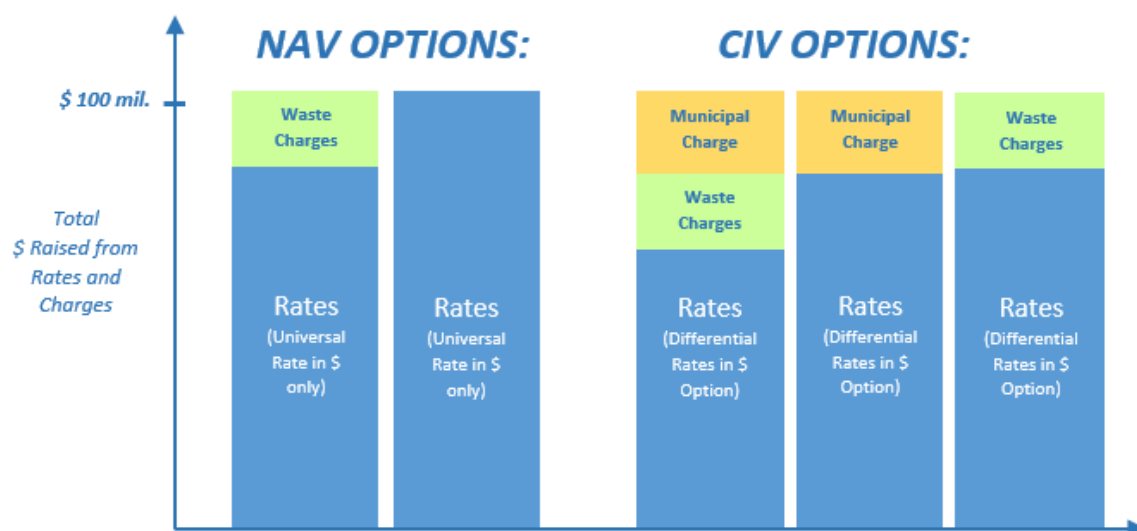 NAV OPTIONS:
CIV OPTIONS:
$ 100 mil.
Total
$ Raised from
Rates and
Charges
Waste
Charges
Rates
(Universal
Rate in $
only)
Rates
(Universal
Rate in $
only)
Municipal
Charge
Waste
Charges
Rates
(Differential
Rates in $
Option)
Municipal
Charge
Rates
(Differential
Rates in $
Option)
Waste
Charges
Rates
(Differential
Rates in $
Option)